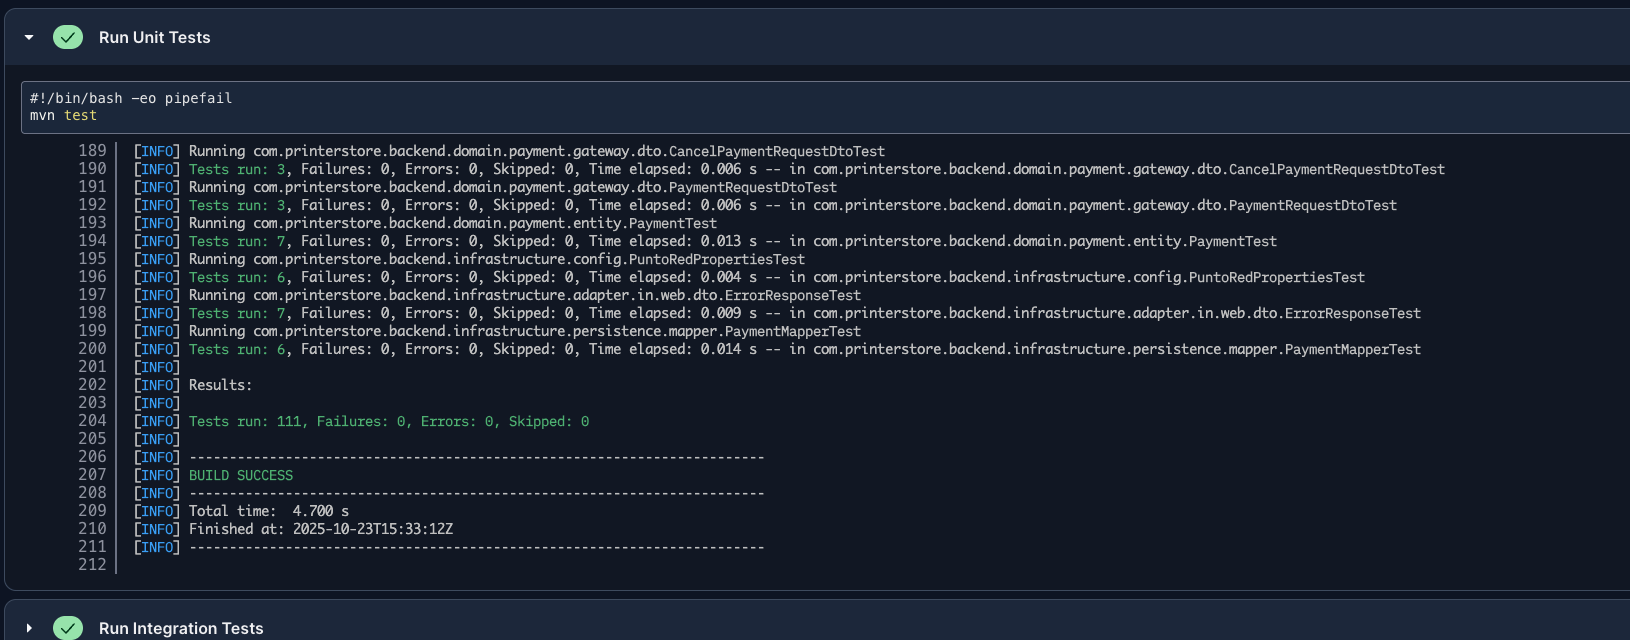 Run Unit Tests
#!/bin/bash -eo pipefail
mvn test
189 [INFO] Running com.printerstore.backend.domain.payment.gateway.dto.CancelPaymentRequestDtoTest
190 [INFO] Tests run: 3, Failures: 0, Errors: 0, Skipped: 0, Time elapsed: 0.006 s -- in com.printerstore.backend.domain.payment.gateway.dto.CancelPaymentRequestDtoTest
191 [INFO] Running com.printerstore.backend.domain.payment.gateway.dto.PaymentRequestDtoTest
192 [INFO] Tests run: 3, Failures: 0, Errors: 0, Skipped: 0, Time elapsed: 0.006 s -- in com.printerstore.backend.domain.payment.gateway.dto.PaymentRequestDtoTest
193 [INFO] Running com.printerstore.backend.domain.payment.entity.PaymentTest
194 [INFO] Tests run: 7, Failures: 0, Errors: 0, Skipped: 0, Time elapsed: 0.013 s -- in com.printerstore.backend.domain.payment.entity.PaymentTest
195 [INFO] Running com.printerstore.backend.infrastructure.config.PuntoRedPropertiesTest
196 [INFO] Tests run: 6, Failures: 0, Errors: 0, Skipped: 0, Time elapsed: 0.004 s -- in com.printerstore.backend.infrastructure.config.PuntoRedPropertiesTest
197 [INFO] Running com.printerstore.backend.infrastructure.adapter.in.web.dto.ErrorResponseTest
198 [INFO] Tests run: 7, Failures: 0, Errors: 0, Skipped: 0, Time elapsed: 0.009 s -- in com.printerstore.backend.infrastructure.adapter.in.web.dto.ErrorResponseTest
199 [INFO] Running com.printerstore.backend.infrastructure.persistence.mapper.PaymentMapperTest
200 [INFO] Tests run: 6, Failures: 0, Errors: 0, Skipped: 0, Time elapsed: 0.014 s -- in com.printerstore.backend.infrastructure.persistence.mapper.PaymentMapperTest
201 [INFO]
202 [INFO] Results:
203 [INFO]
204 [INFO] Tests run: 111, Failures: 0, Errors: 0, Skipped: 0
205 [INFO]
206 [INFO] ------------------------------------------------------------------------
207 [INFO] BUILD SUCCESS
208 [INFO] ------------------------------------------------------------------------
209 [INFO] Total time:  4.700 s
210 [INFO] Finished at: 2025-10-23T15:33:12Z
211 [INFO] ------------------------------------------------------------------------
212
Run Integration Tests